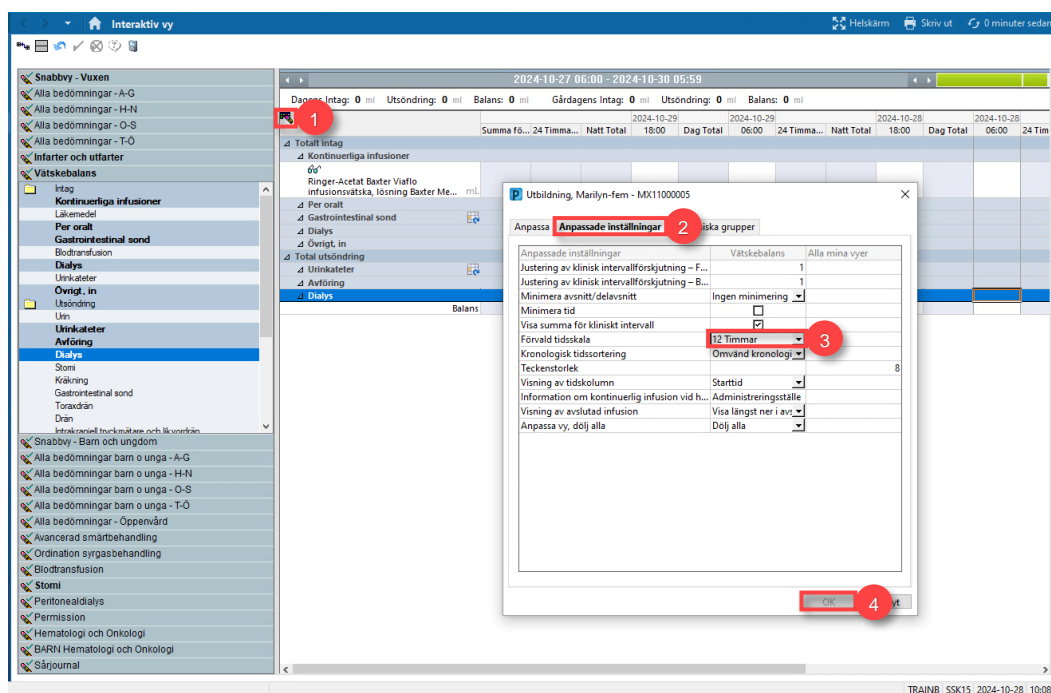 Interaktiv vy
Helskärm
Skriv ut
0 minuter sedan
Snabbvy - Vuxen
Alla bedömningar - A-G
Alla bedömningar - H-N
Alla bedömningar - O-S
Alla bedömningar - T-Ö
Infarter och utfarter
Vätskebalans
Intag
Kontinuerliga infusioner
Läkemedel
Per oralt
Gastrointestinal sond
Blodtransfusion
Dialys
Urinkateter
Övrigt, in
Utsöndring
Urin
Urinkateter
Avföring
Dialys
Stomi
Kräkning
Gastrointestinal sond
Toraxdrän
Drän
Intrakraniell tryckmätare och likvordrän
Snabbvy - Barn och ungdom
Alla bedömningar barn o unga - A-G
Alla bedömningar barn o unga - H-N
Alla bedömningar barn o unga - O-S
Alla bedömningar barn o unga - T-Ö
Alla bedömningar - Öppenvård
Avancerad smärtbehandling
Ordination syrgasbehandling
Blodtransfusion
Stomi
Peritonealdialys
Permission
Hematologi och Onkologi
BARN Hematologi och Onkologi
Sårjournal
2024-10-27 06:00 - 2024-10-30 05:59
Dagens Intag: 0 ml Utsöndring: 0 ml Balans: 0 ml Gårdagens Intag: 0 ml Utsöndring: 0 ml Balans: 0 ml
1
2024-10-29 2024-10-29 2024-10-28 2024-10-28
Summa fö... 24 Timma... Natt Total 18:00 Dag Total 06:00 24 Timma... Natt Total 18:00 Dag Total 06:00 24 Tim
Totalt intag
Kontinuerliga infusioner
Ringer-Acetat Baxter Viaflo
infusionsvätska, lösning Baxter Me... mL
Per oralt
Gastrointestinal sond
Dialys
Övrigt, in
Total utsöndring
Urinkateter
Avföring
Dialys
Balans
Utbildning, Marilyn-fem - MX11000005
Anpassa Anpassade inställningar 2 iska grupper
Anpassade inställningar Vätskebalans Alla mina vyer
Justering av klinisk intervallförskjutning – F... 1
Justering av klinisk intervallförskjutning – B... 1
Minimera avsnitt/delavsnitt Ingen minimering
Minimera tid
Visa summa för kliniskt intervall
Förvald tidsskala 12 Timmar 3
Kronologisk tidssortering Omvänd kronologi
Teckenstorlek 8
Visning av tidskolumn Starttid
Information om kontinuerlig infusion vid h... Administreringsställe
Visning av avslutad infusion Visa längst ner i avs
Anpassa vy, dölj alla Dölj alla
OK 4 yt
TRAINB SSK15 2024-10-28 10:08